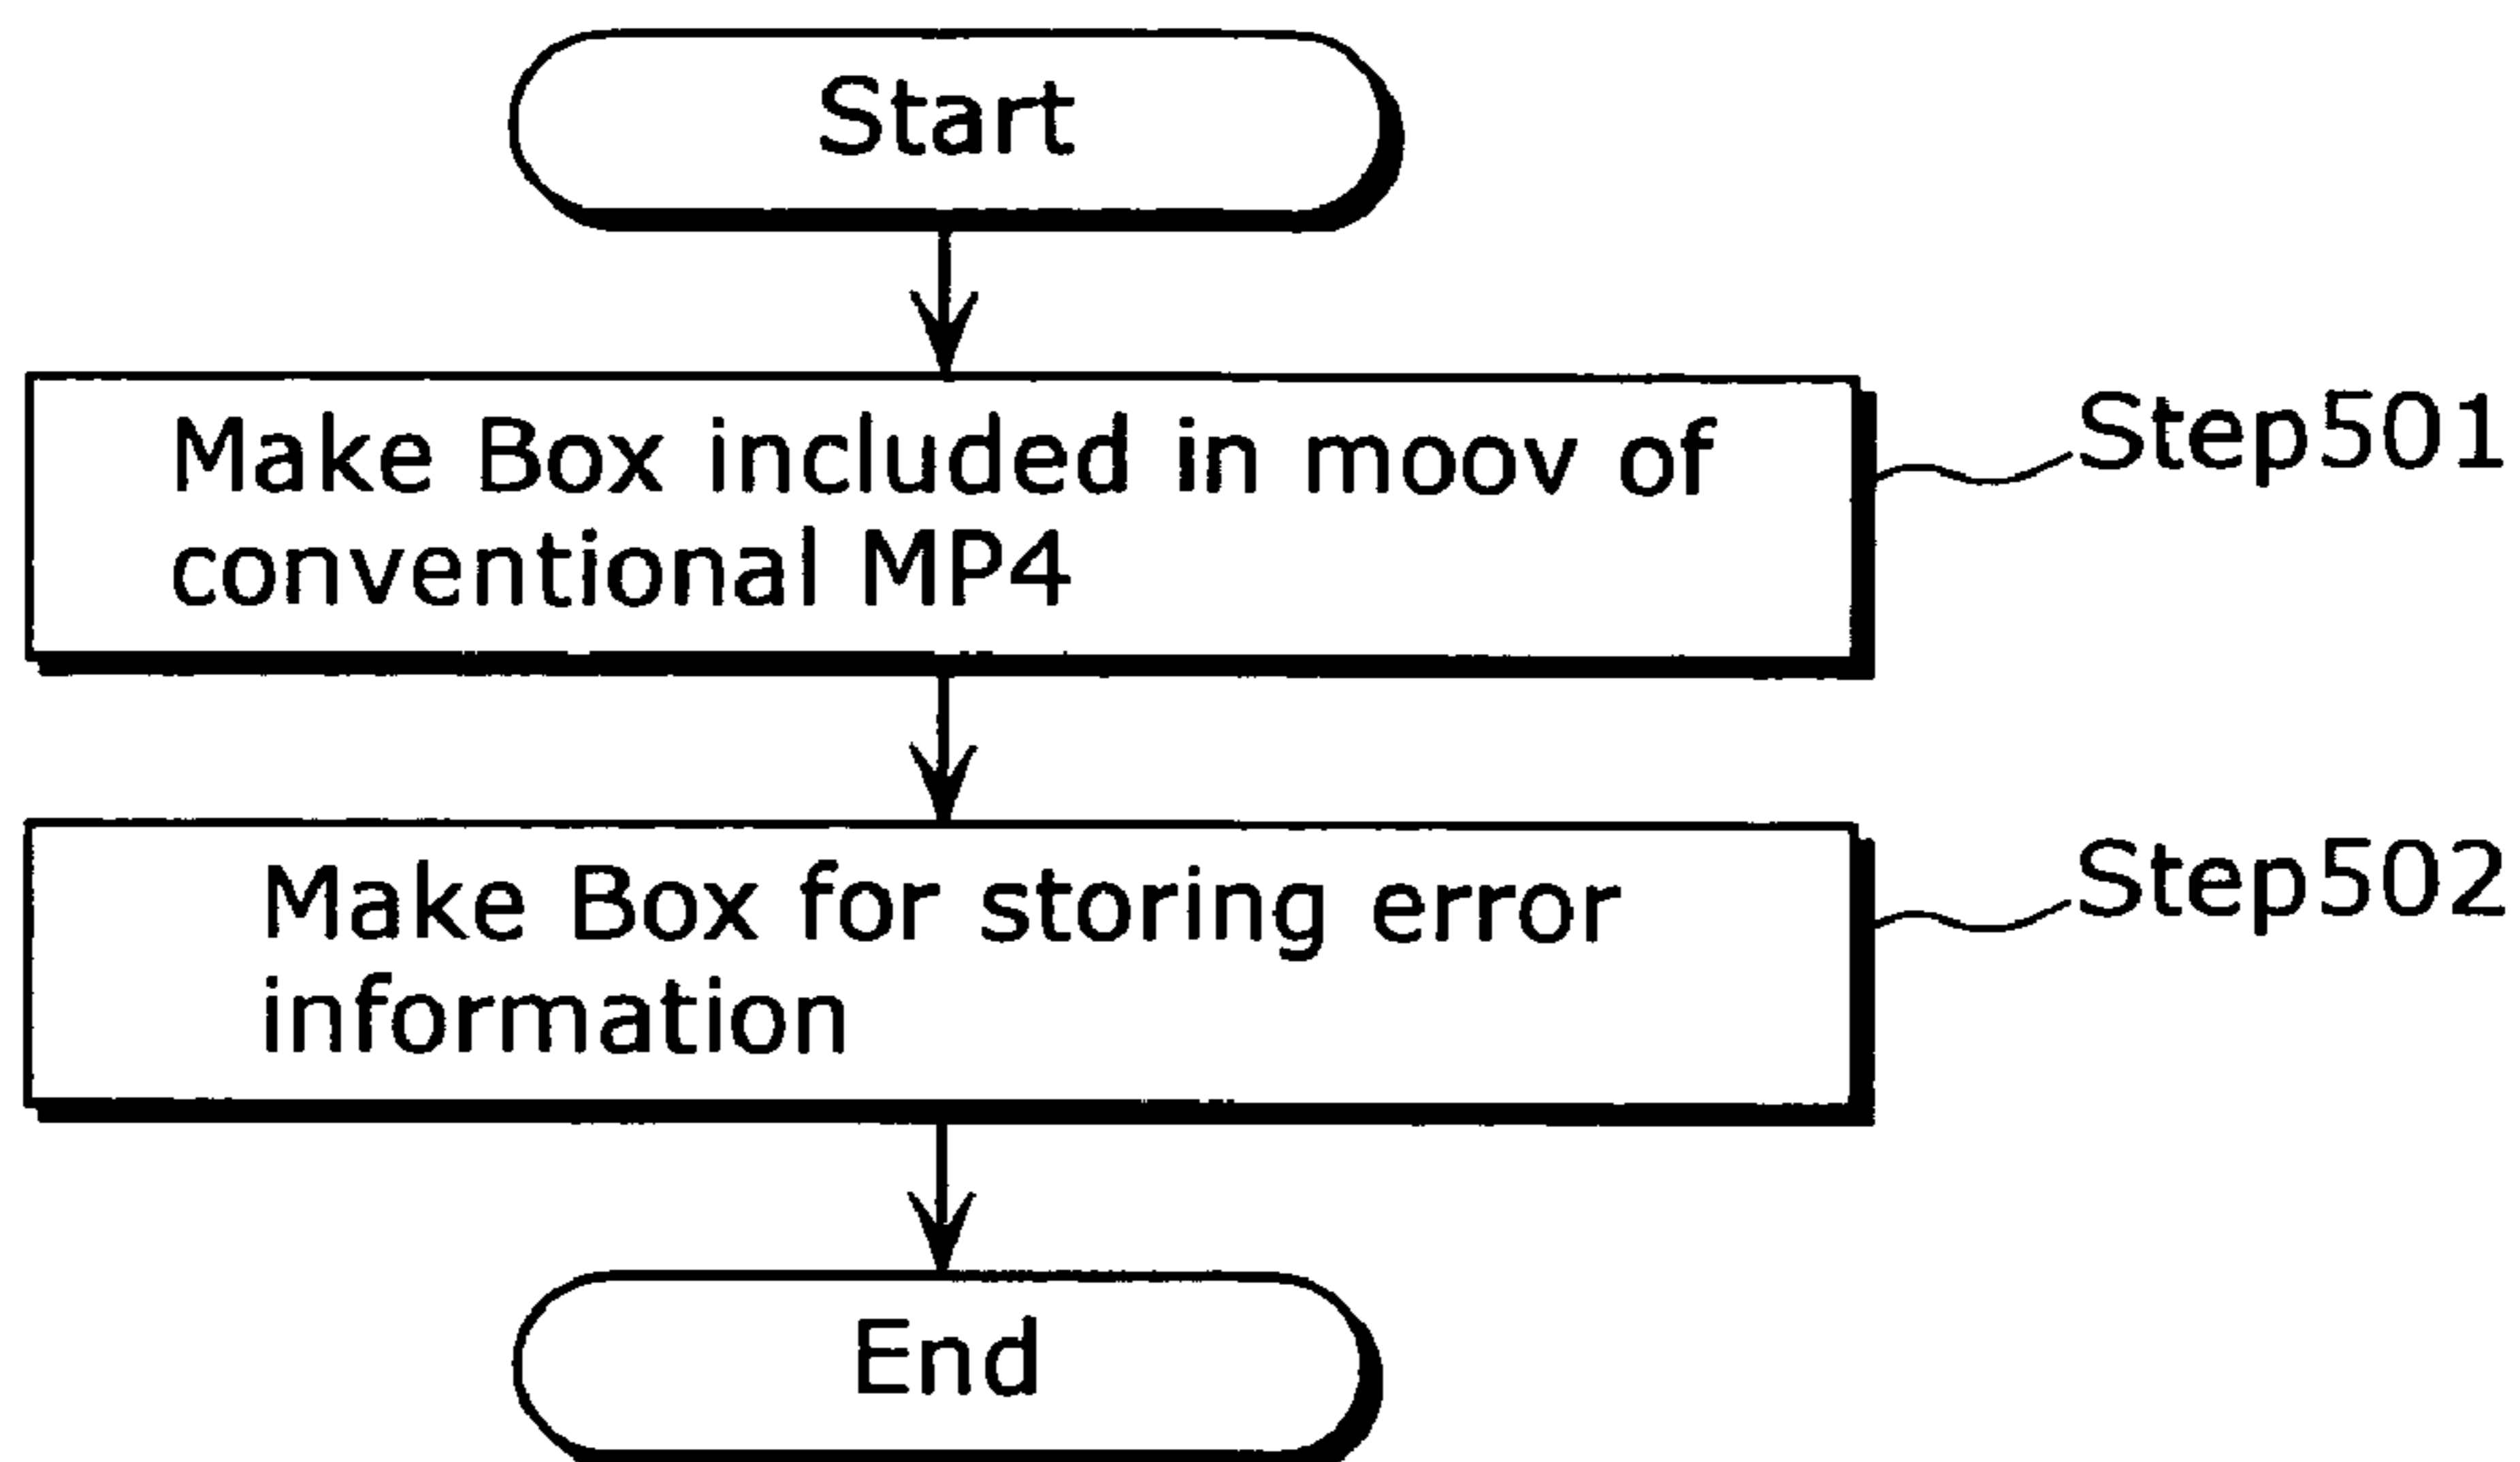 Start
Make Box included in moov of
conventional MP4
Step501
Make Box for storing error
information
Step502
End